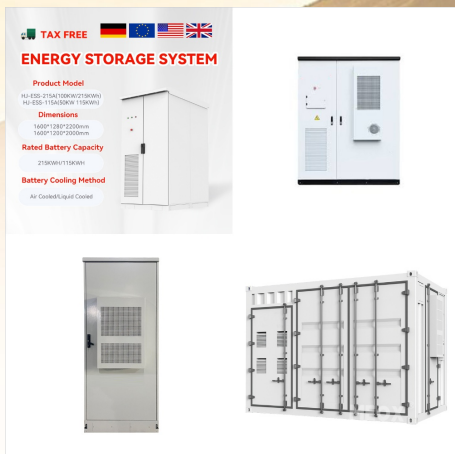 TAX FREE
ENERGY STORAGE SYSTEM
Product Model
HJ-ESS-215A(100KW/215KWh)
HJ-ESS-115A(50KW 115KWh)
Dimensions
1600*1280*2200mm
1600*1200*2000mm
Rated Battery Capacity
215KWH/115KWH
Battery Cooling Method
Air Cooled/Liquid Cooled